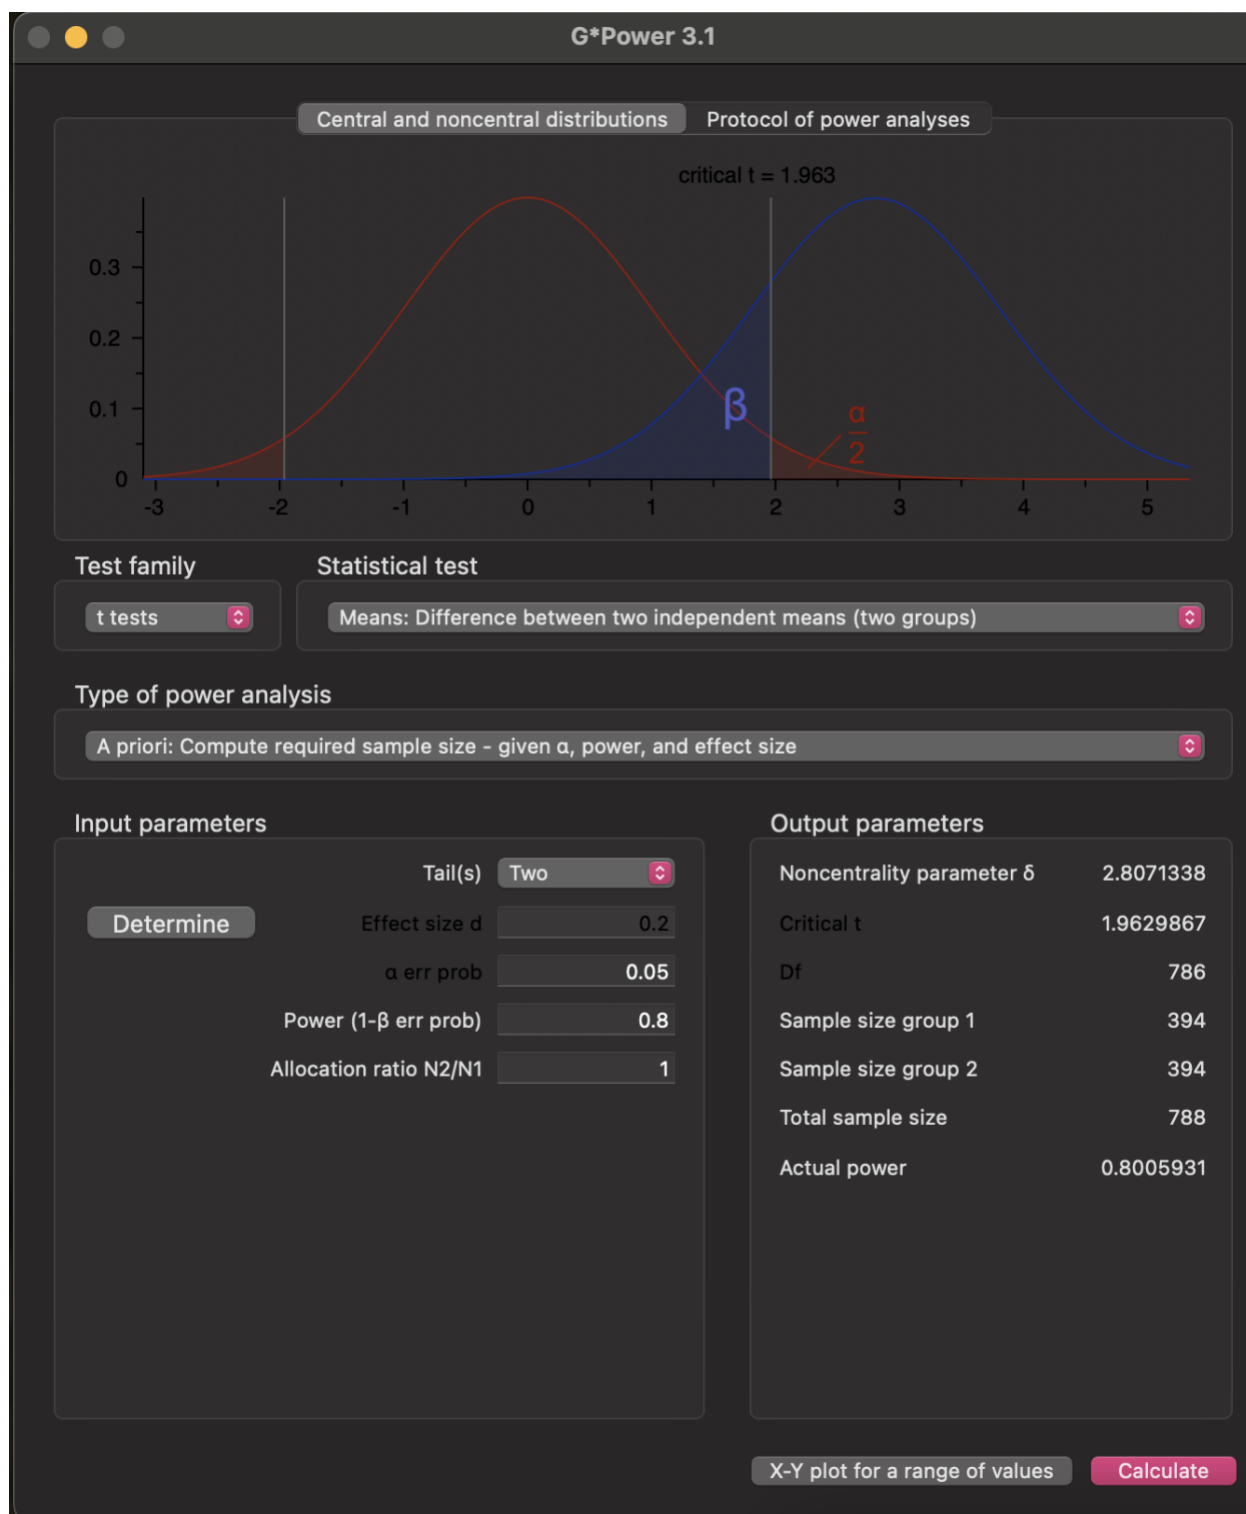 G*Power 3.1
Central and noncentral distributions Protocol of power analyses
critical t = 1.963
0.3
0.2
0.1
0
β
α
2
-3 -2 -1 0 1 2 3 4 5
Test family Statistical test
t tests Means: Difference between two independent means (two groups)
Type of power analysis
A priori: Compute required sample size - given α, power, and effect size
Input parameters Output parameters
Tail(s) Two Noncentrality parameter δ 2.8071338
Determine Effect size d 0.2 Critical t 1.9629867
α err prob 0.05 Df 786
Power (1-β err prob) 0.8 Sample size group 1 394
Allocation ratio N2/N1 1 Sample size group 2 394
Total sample size 788
Actual power 0.8005931
X-Y plot for a range of values Calculate